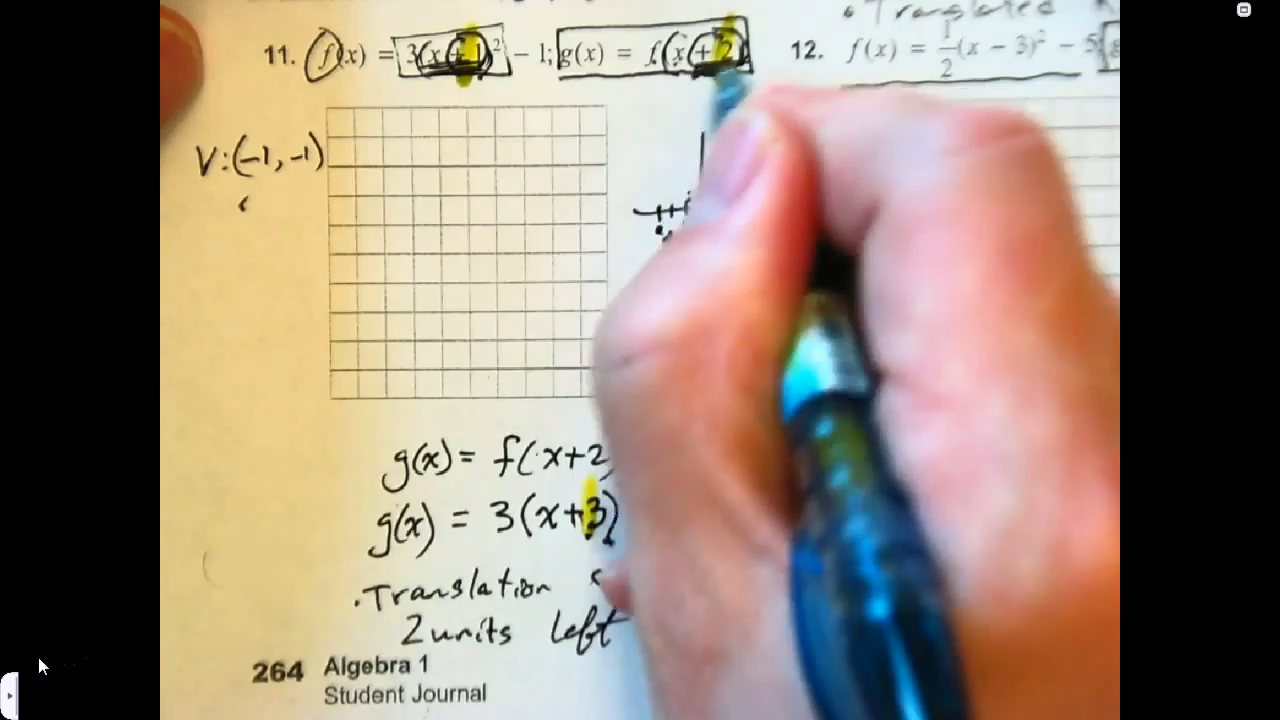 • Translated
11. f(x) = 3(x + 1)² − 1; g(x) = f(x + 2)
12. f(x) = 1/2(x − 3)² − 5;
V:(-1, -1)
g(x) = f(x+2)
g(x) = 3(x+3)
. Translation
2 units left
264 Algebra 1
Student Journal